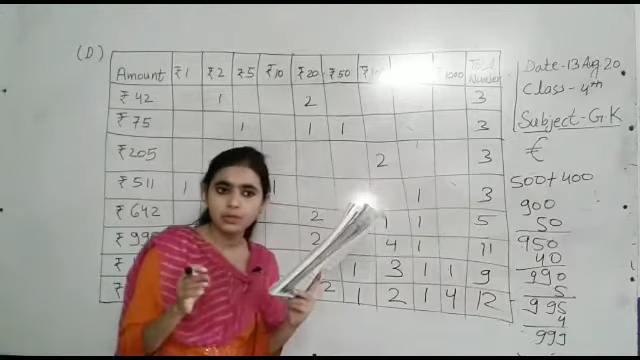 (D)
Amount ₹1 ₹2 ₹5 ₹10 ₹20 ₹50 1000 Total Number
₹42 1 2 3
₹75 1 1 1 3
₹205 2 3
₹511 1 1 1 3
₹642 2 1 1 5
2 4 1 11
₹ 1 3 1 1 9
₹ 2 1 2 1 4 12
Date-13 Aug 20
Class-4th
Subject-GK
€
500+400
900
50
950
40
990
5
995
4
999